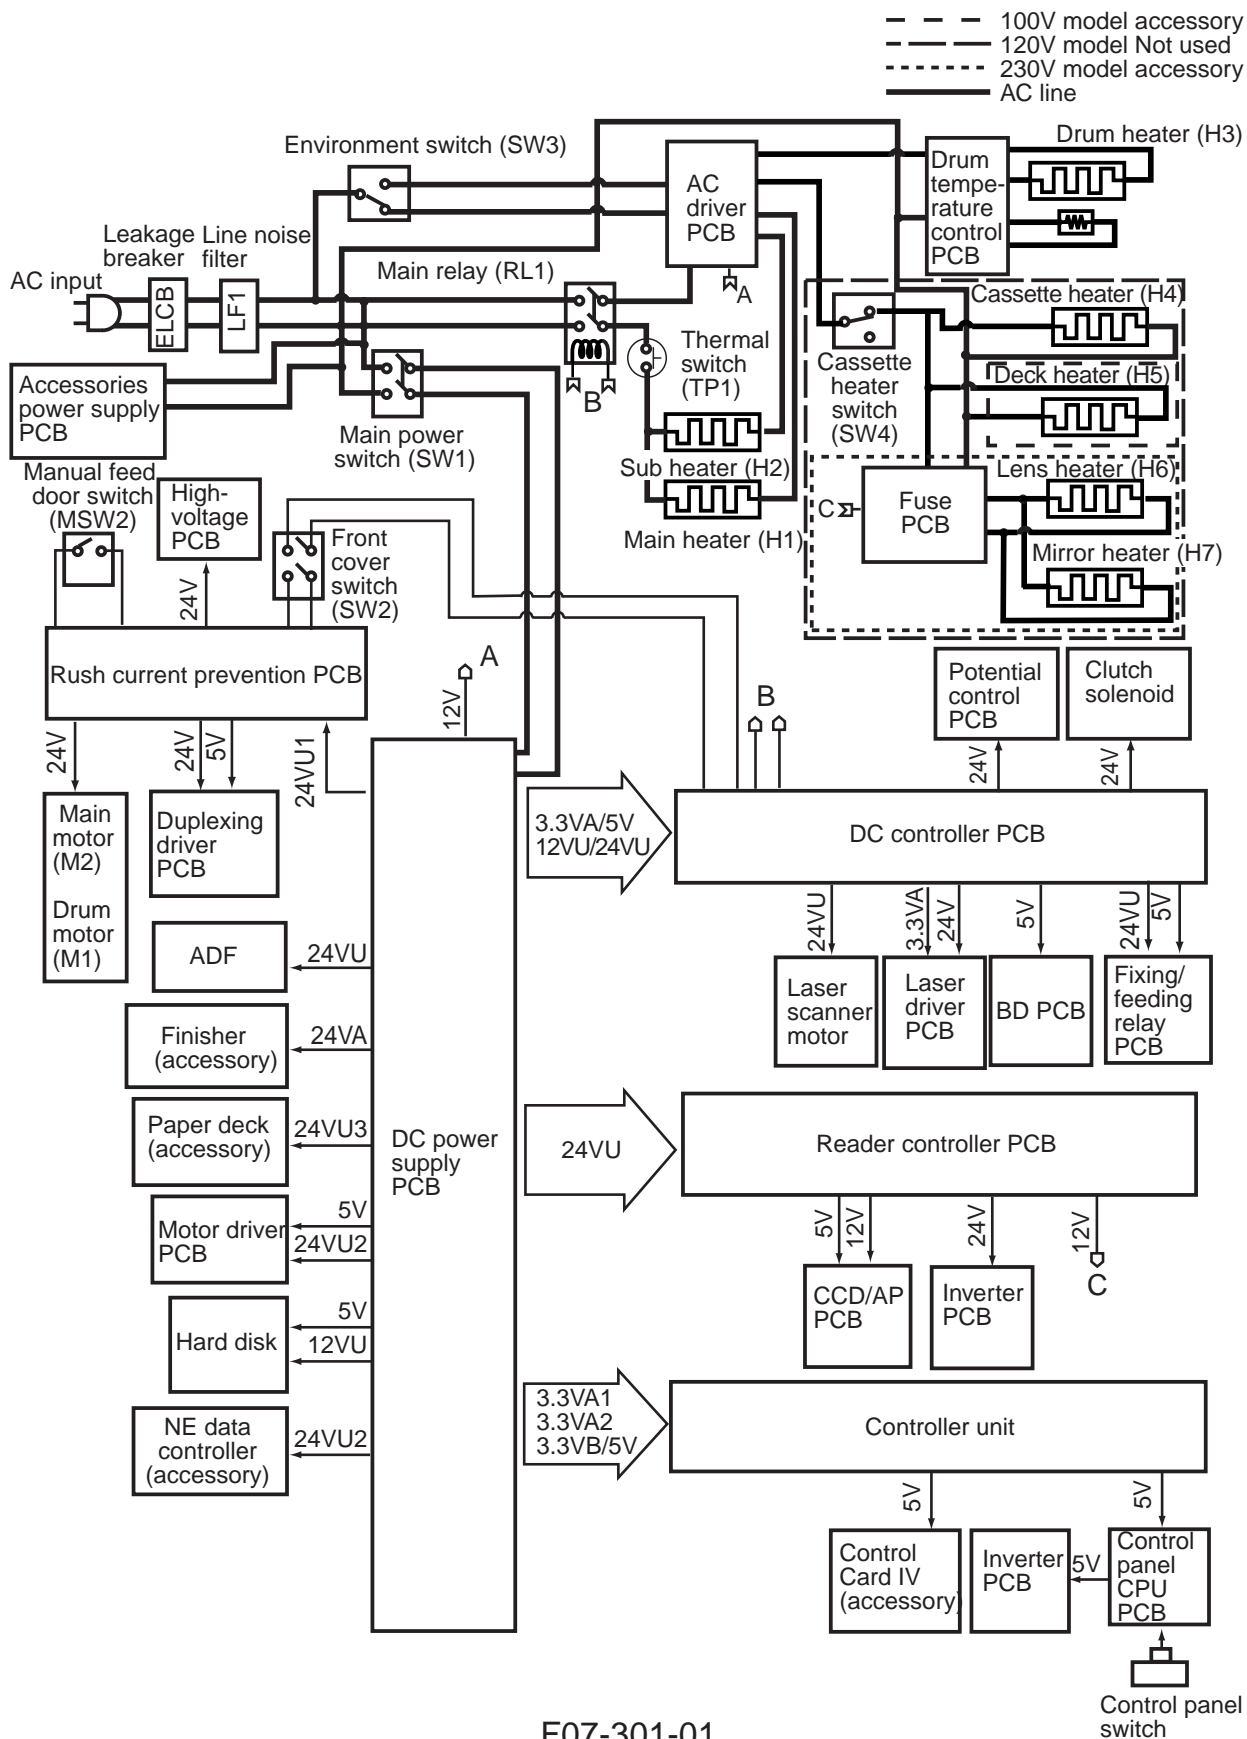 100V model accessory
120V model Not used
230V model accessory
AC line
Environment switch (SW3)
Drum heater (H3)
AC
driver
PCB
Drum
tempe-
rature
control
PCB
Leakage
breaker
Line noise
filter
AC input
ELCB
LF1
Main relay (RL1)
A
Cassette heater (H4)
Thermal
switch
(TP1)
Cassette
heater
switch
(SW4)
Accessories
power supply
PCB
B
Deck heater (H5)
Main power
switch (SW1)
Sub heater (H2)
Main heater (H1)
Lens heater (H6)
C
Fuse
PCB
Mirror heater (H7)
Manual feed
door switch
(MSW2)
High-
voltage
PCB
Front
cover
switch
(SW2)
24V
Rush current prevention PCB
A
12V
B
Potential
control
PCB
Clutch
solenoid
24V
24V
5V
24VU1
24V
24V
Main
motor
(M2)
Drum
motor
(M1)
Duplexing
driver
PCB
3.3VA/5V
12VU/24VU
DC controller PCB
24VU
3.3VA
24V
5V
24VU
5V
ADF
24VU
Laser
scanner
motor
Laser
driver
PCB
BD PCB
Fixing/
feeding
relay
PCB
Finisher
(accessory)
24VA
Paper deck
(accessory)
24VU3
DC power
supply
PCB
24VU
Reader controller PCB
Motor driver
PCB
5V
24VU2
5V
12V
24V
12V
C
Hard disk
5V
12VU
CCD/AP
PCB
Inverter
PCB
NE data
controller
(accessory)
24VU2
3.3VA1
3.3VA2
3.3VB/5V
Controller unit
5V
5V
Control
Card IV
(accessory)
Inverter
PCB
5V
Control
panel
CPU
PCB
Control panel
switch
F07-301-01